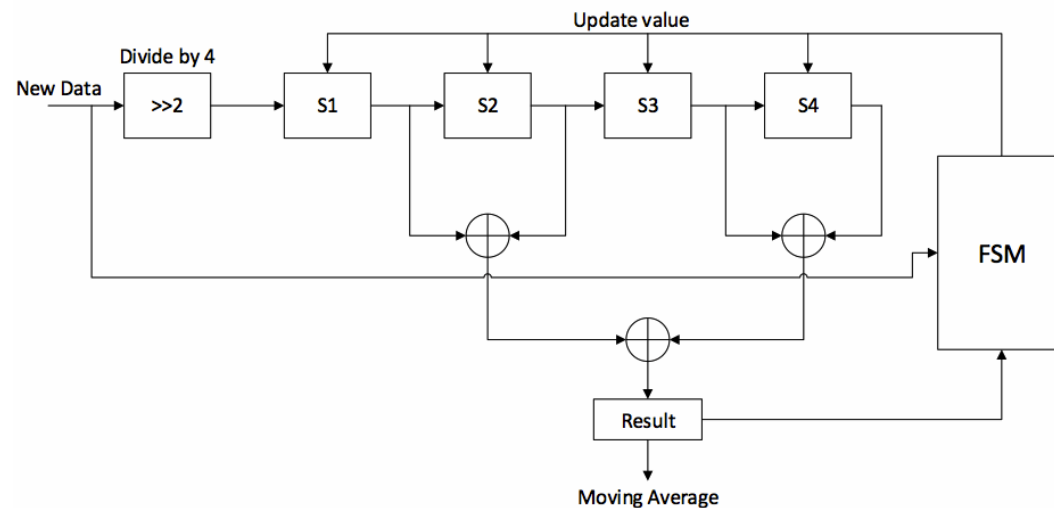 Update value
Divide by 4
New Data
>>2
S1
S2
S3
S4
FSM
Result
Moving Average